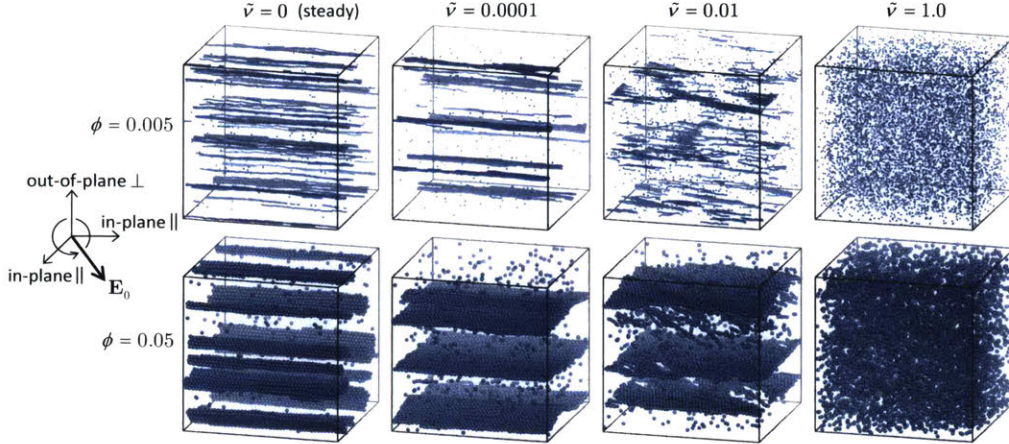 ṽ = 0 (steady)
ṽ = 0.0001
ṽ = 0.01
ṽ = 1.0
ϕ = 0.005
out-of-plane ⊥
in-plane ∥
in-plane ∥
E₀
ϕ = 0.05